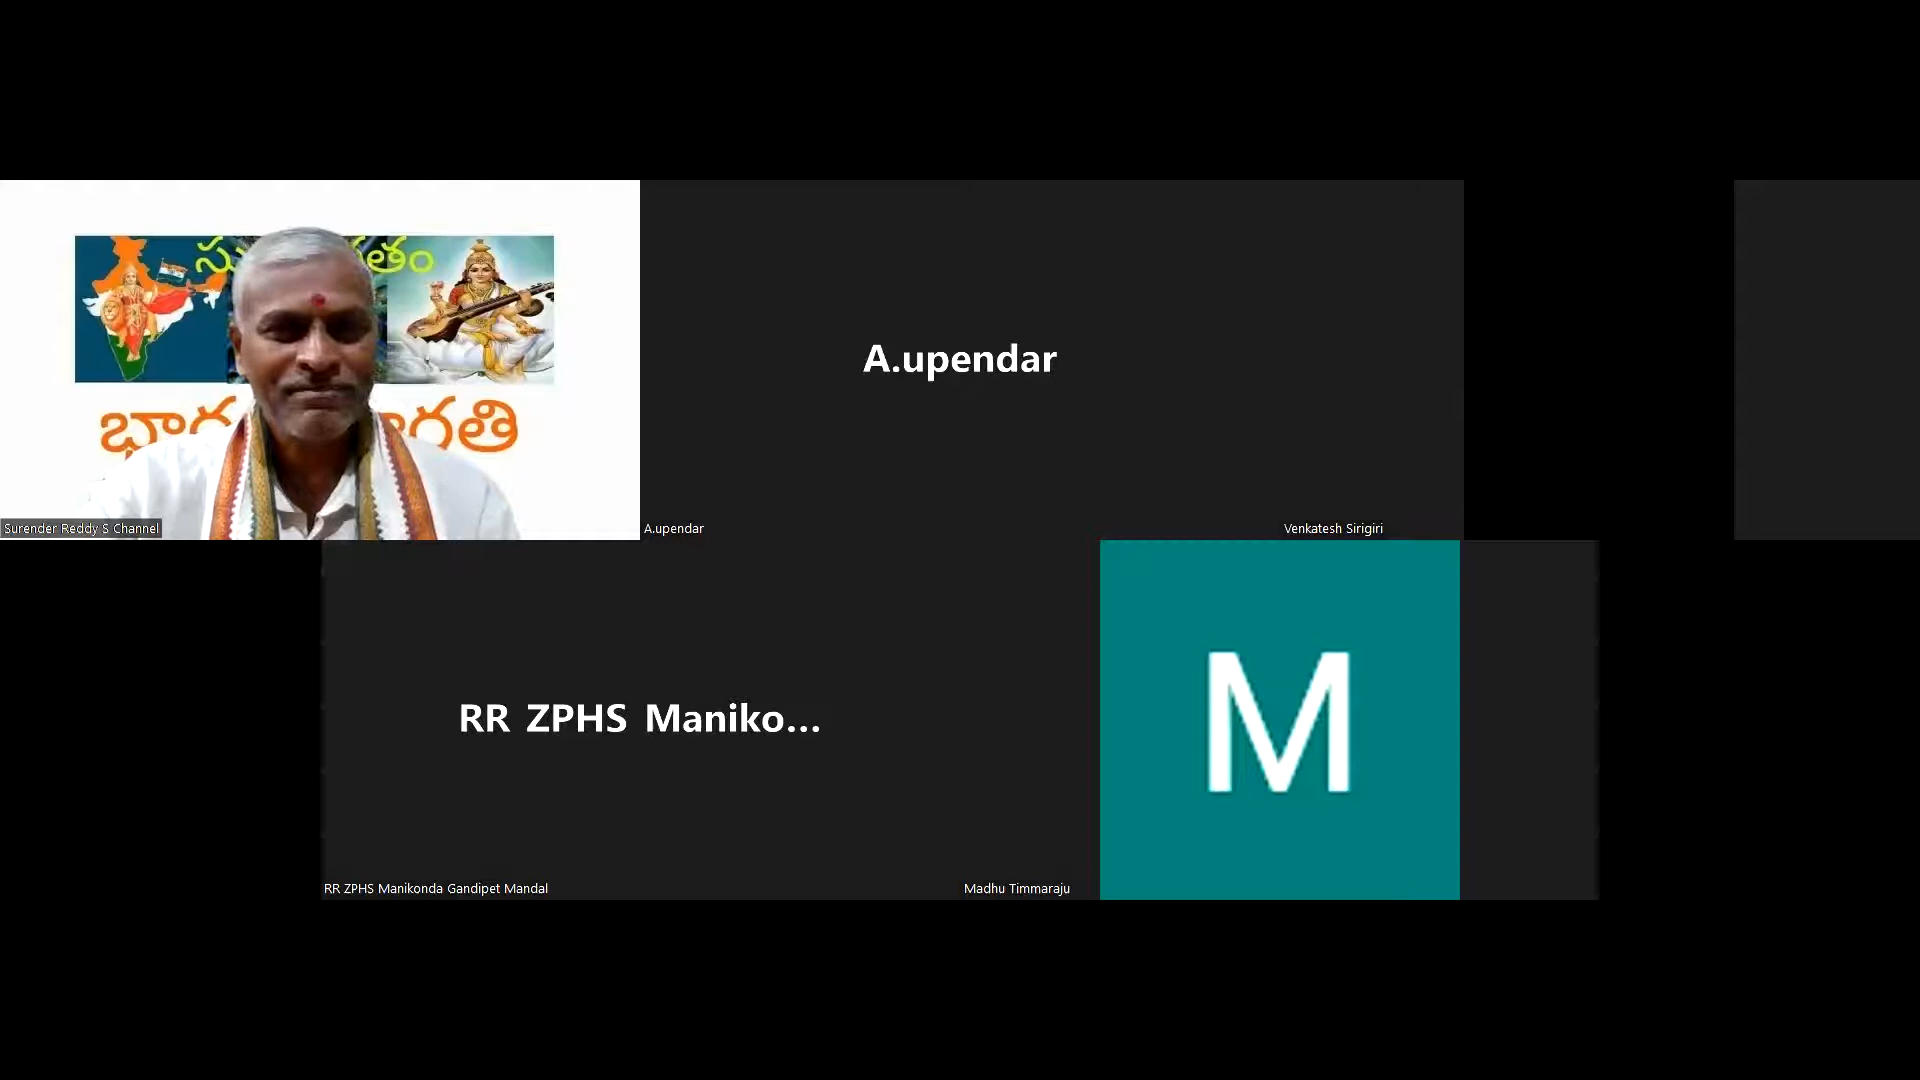 Surender Reddy S Channel
A.upendar
A.upendar
Venkatesh Sirigiri
RR ZPHS Maniko...
RR ZPHS Manikonda Gandipet Mandal
Madhu Timmaraju
M